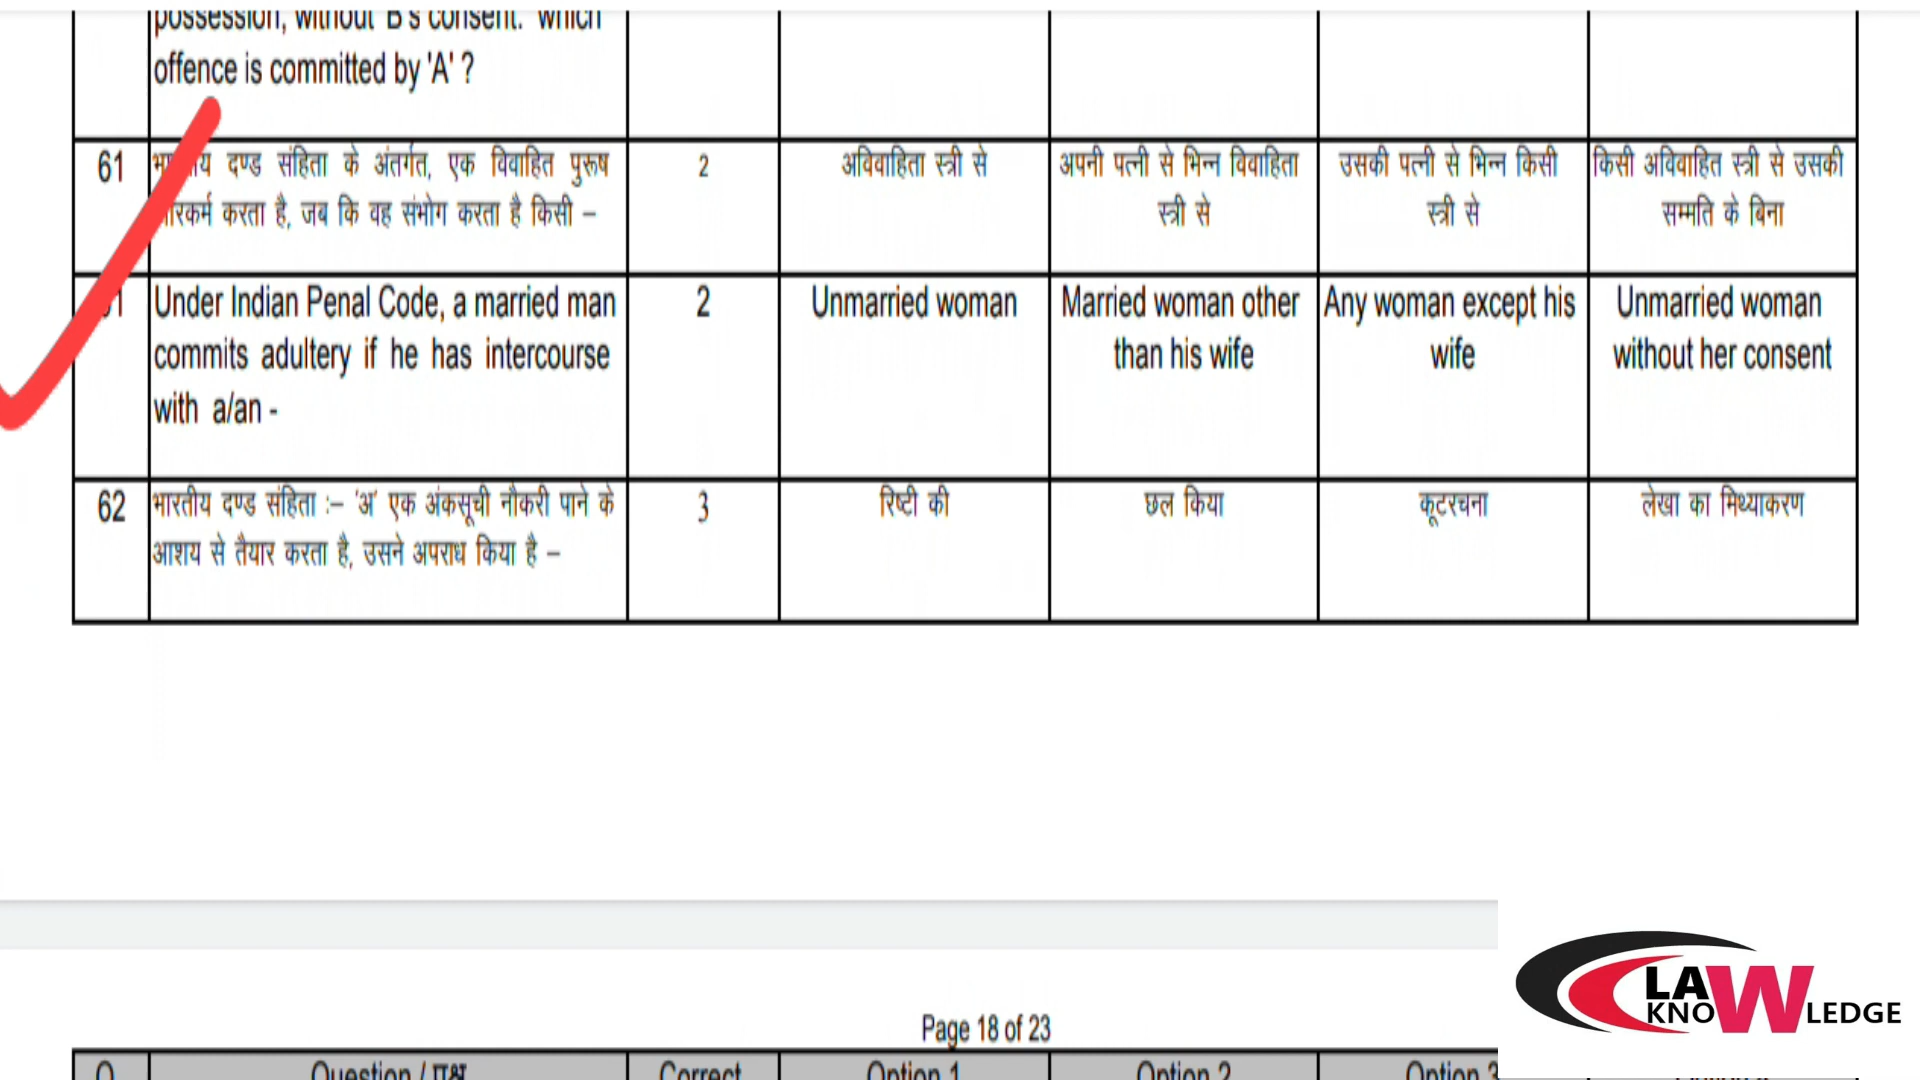 possession, without B's consent. which
offence is committed by 'A' ?
61
दण्ड संहिता के अंतर्गत, एक विवाहित पुरूष
करता है, जब कि वह संभोग करता है किसी –
2
अविवाहिता स्त्री से
अपनी पत्नी से भिन्न विवाहिता
स्त्री से
उसकी पत्नी से भिन्न किसी
स्त्री से
किसी अविवाहित स्त्री से उसकी
सम्मति के बिना
Under Indian Penal Code, a married man
commits adultery if he has intercourse
with a/an -
2
Unmarried woman
Married woman other
than his wife
Any woman except his
wife
Unmarried woman
without her consent
62
भारतीय दण्ड संहिता :– 'अ' एक अंकसूची नौकरी पाने के
आशय से तैयार करता है, उसने अपराध किया है –
3
रिष्टी की
छल किया
कूटरचना
लेखा का मिथ्याकरण
Page 18 of 23
Q Question / प्रश्न Correct Option 1 Option 2 Option 3
LAW
KNOWLEDGE